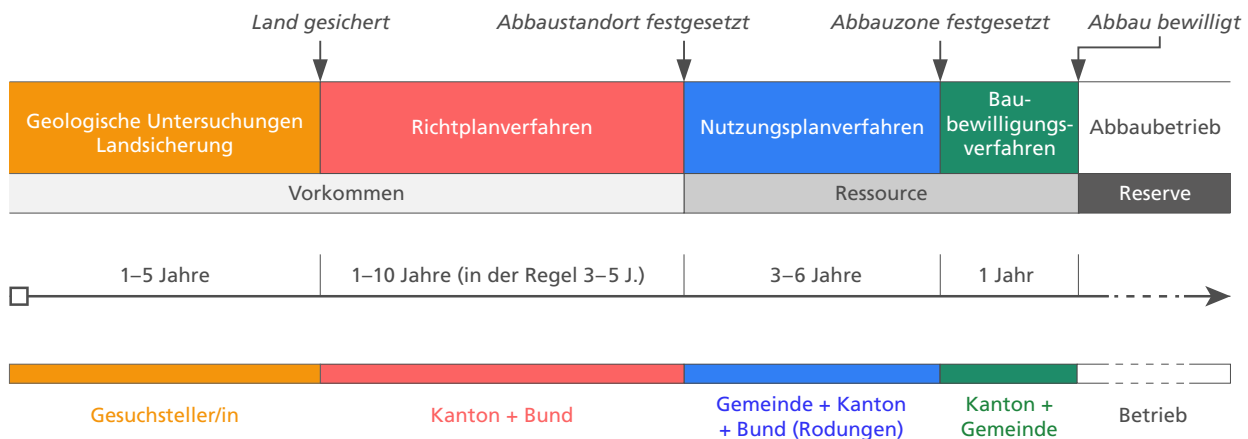 Land gesichert
Abbaustandort festgesetzt
Abbauzone festgesetzt
Abbau bewilligt
Geologische Untersuchungen
Landsicherung
Richtplanverfahren
Nutzungsplanverfahren
Bau-
bewilligungs-
verfahren
Abbaubetrieb
Vorkommen
Ressource
Reserve
1–5 Jahre
1–10 Jahre (in der Regel 3–5 J.)
3–6 Jahre
1 Jahr
Gesuchsteller/in
Kanton + Bund
Gemeinde + Kanton
+ Bund (Rodungen)
Kanton +
Gemeinde
Betrieb